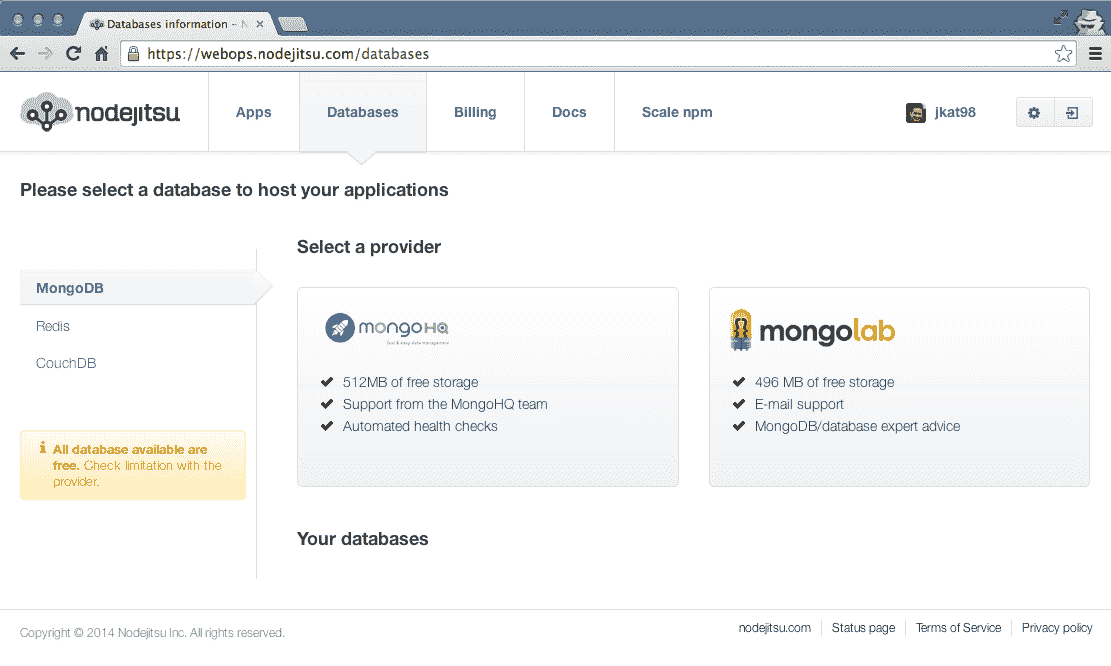 Databases information - N
https://webops.nodejitsu.com/databases
nodejitsu
Apps
Databases
Billing
Docs
Scale npm
jkat98
Please select a database to host your applications
Select a provider
MongoDB
Redis
CouchDB
All database available are
free. Check limitation with the
provider.
mongoHQ
fast & easy data management
512MB of free storage
Support from the MongoHQ team
Automated health checks
mongolab
496 MB of free storage
E-mail support
MongoDB/database expert advice
Your databases
Copyright © 2014 Nodejitsu Inc. All rights reserved.
nodejitsu.com
Status page
Terms of Service
Privacy policy